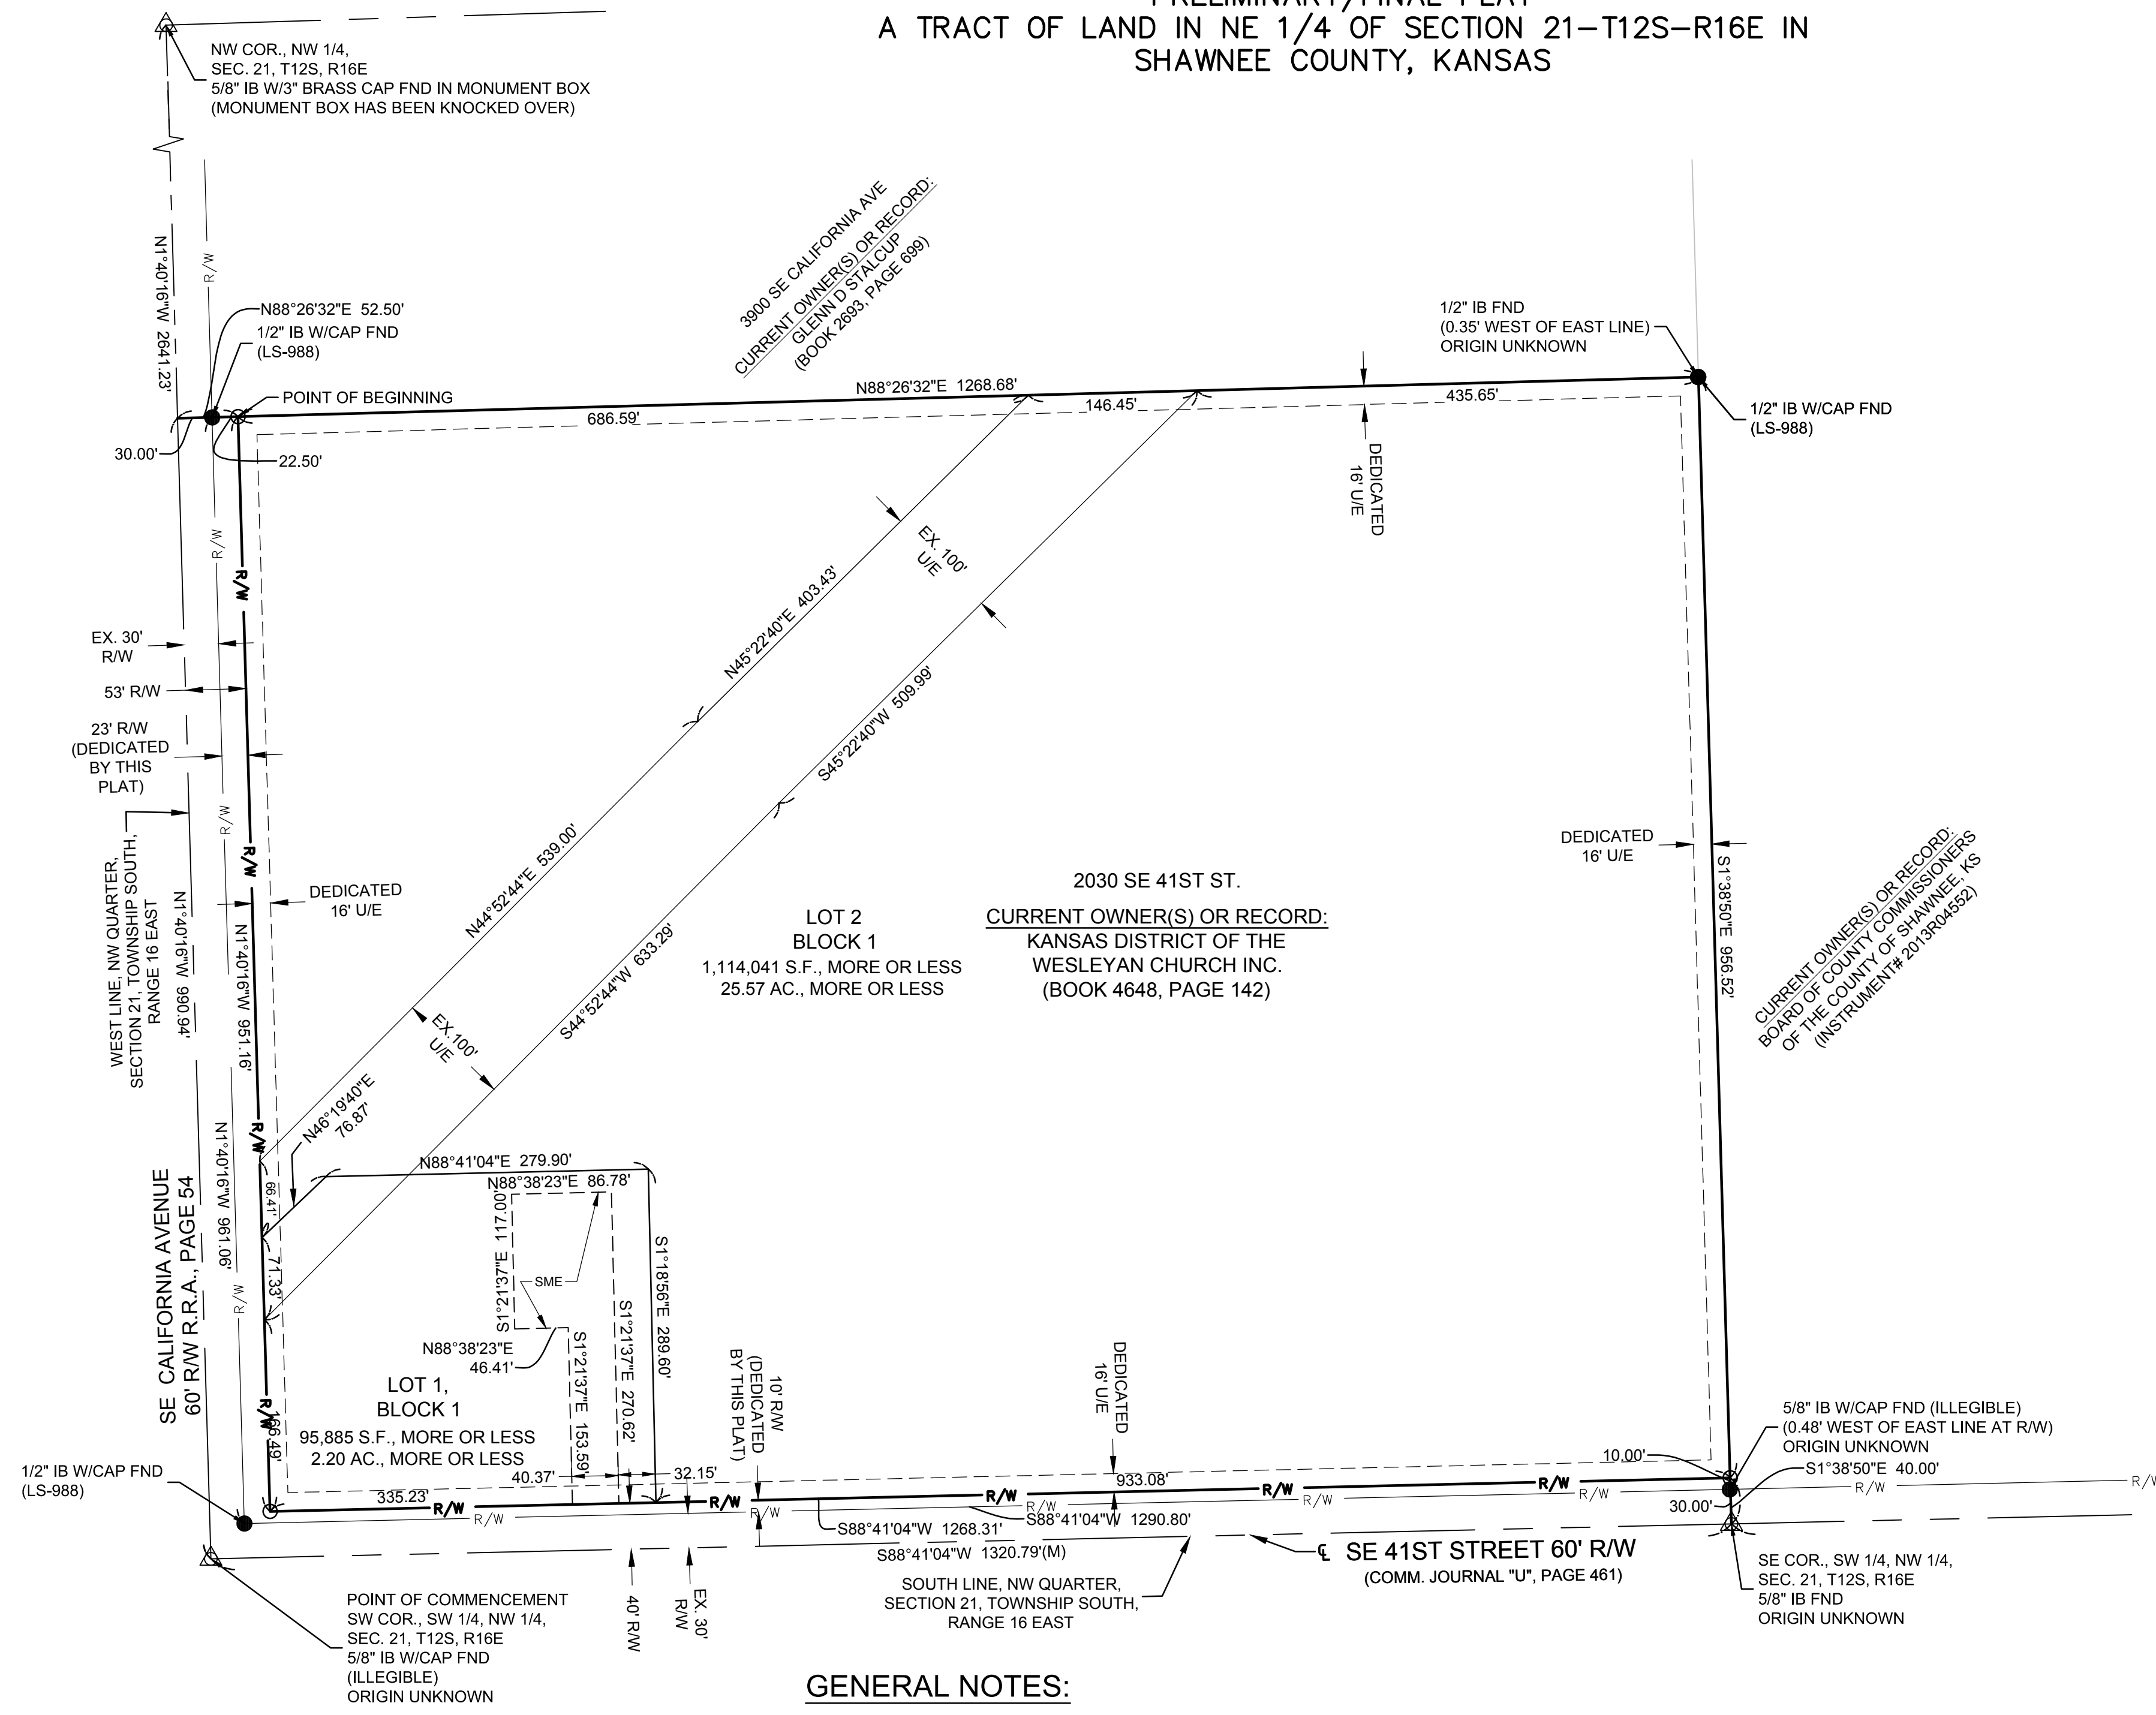 PRELIMINARY/FINAL PLAT
A TRACT OF LAND IN NE 1/4 OF SECTION 21-T12S-R16E IN
SHAWNEE COUNTY, KANSAS
NW COR., NW 1/4,
SEC. 21, T12S, R16E
5/8" IB W/3" BRASS CAP FND IN MONUMENT BOX
(MONUMENT BOX HAS BEEN KNOCKED OVER)
N1°40'16"W 2641.23'
R/W
N88°26'32"E 52.50'
1/2" IB W/CAP FND
(LS-988)
POINT OF BEGINNING
30.00'
22.50'
3900 SE CALIFORNIA AVE
CURRENT OWNER(S) OR RECORD:
GLENN D STALCUP
(BOOK 2693, PAGE 699)
N88°26'32"E 1268.68'
686.59'
146.45'
435.65'
1/2" IB FND
(0.35' WEST OF EAST LINE)
ORIGIN UNKNOWN
1/2" IB W/CAP FND
(LS-988)
DEDICATED
16' U/E
EX. 100'
U/E
R/W
R/W
EX. 30'
R/W
53' R/W
23' R/W
(DEDICATED
BY THIS
PLAT)
N45°22'40"E 403.43'
S45°22'40"W 509.99'
R/W
R/W
WEST LINE, NW QUARTER,
SECTION 21, TOWNSHIP SOUTH,
RANGE 16 EAST
N1°40'16"W 990.94'
DEDICATED
16' U/E
N1°40'16"W 951.16'
N44°52'44"E 539.00'
S44°52'44"W 633.29'
LOT 2
BLOCK 1
1,114,041 S.F., MORE OR LESS
25.57 AC., MORE OR LESS
2030 SE 41ST ST.
CURRENT OWNER(S) OR RECORD:
KANSAS DISTRICT OF THE
WESLEYAN CHURCH INC.
(BOOK 4648, PAGE 142)
DEDICATED
16' U/E
S1°38'50"E 956.52'
CURRENT OWNER(S) OR RECORD:
BOARD OF COUNTY COMMISSIONERS
OF THE COUNTY OF SHAWNEE, KS
(INSTRUMENT# 2013R04552)
EX.100'
U/E
N46°19'40"E
76.87'
R/W
N1°40'16"W 961.06'
SE CALIFORNIA AVENUE
60' R/W R.R.A., PAGE 54
66.41'
71.33'
R/W
R/W
166.49'
N88°41'04"E 279.90'
N88°38'23"E 86.78'
S1°21'37"E 117.00'
SME
N88°38'23"E
46.41'
S1°21'37"E 153.59'
S1°21'37"E 270.62'
S1°18'56"E 289.60'
LOT 1,
BLOCK 1
95,885 S.F., MORE OR LESS
2.20 AC., MORE OR LESS
40.37'
32.15'
335.23'
10' R/W
(DEDICATED
BY THIS PLAT)
DEDICATED
16' U/E
933.08'
10.00'
5/8" IB W/CAP FND (ILLEGIBLE)
(0.48' WEST OF EAST LINE AT R/W)
ORIGIN UNKNOWN
S1°38'50"E 40.00'
30.00'
1/2" IB W/CAP FND
(LS-988)
R/W
R/W
R/W
R/W
R/W
R/W
R/W
R/W
R/W
R/W
R/W
R/W
S88°41'04"W 1290.80'
S88°41'04"W 1268.31'
S88°41'04"W 1320.79'(M)
℄ SE 41ST STREET 60' R/W
(COMM. JOURNAL "U", PAGE 461)
40' R/W
EX. 30'
R/W
SOUTH LINE, NW QUARTER,
SECTION 21, TOWNSHIP SOUTH,
RANGE 16 EAST
SE COR., SW 1/4, NW 1/4,
SEC. 21, T12S, R16E
5/8" IB FND
ORIGIN UNKNOWN
POINT OF COMMENCEMENT
SW COR., SW 1/4, NW 1/4,
SEC. 21, T12S, R16E
5/8" IB W/CAP FND
(ILLEGIBLE)
ORIGIN UNKNOWN
GENERAL NOTES: